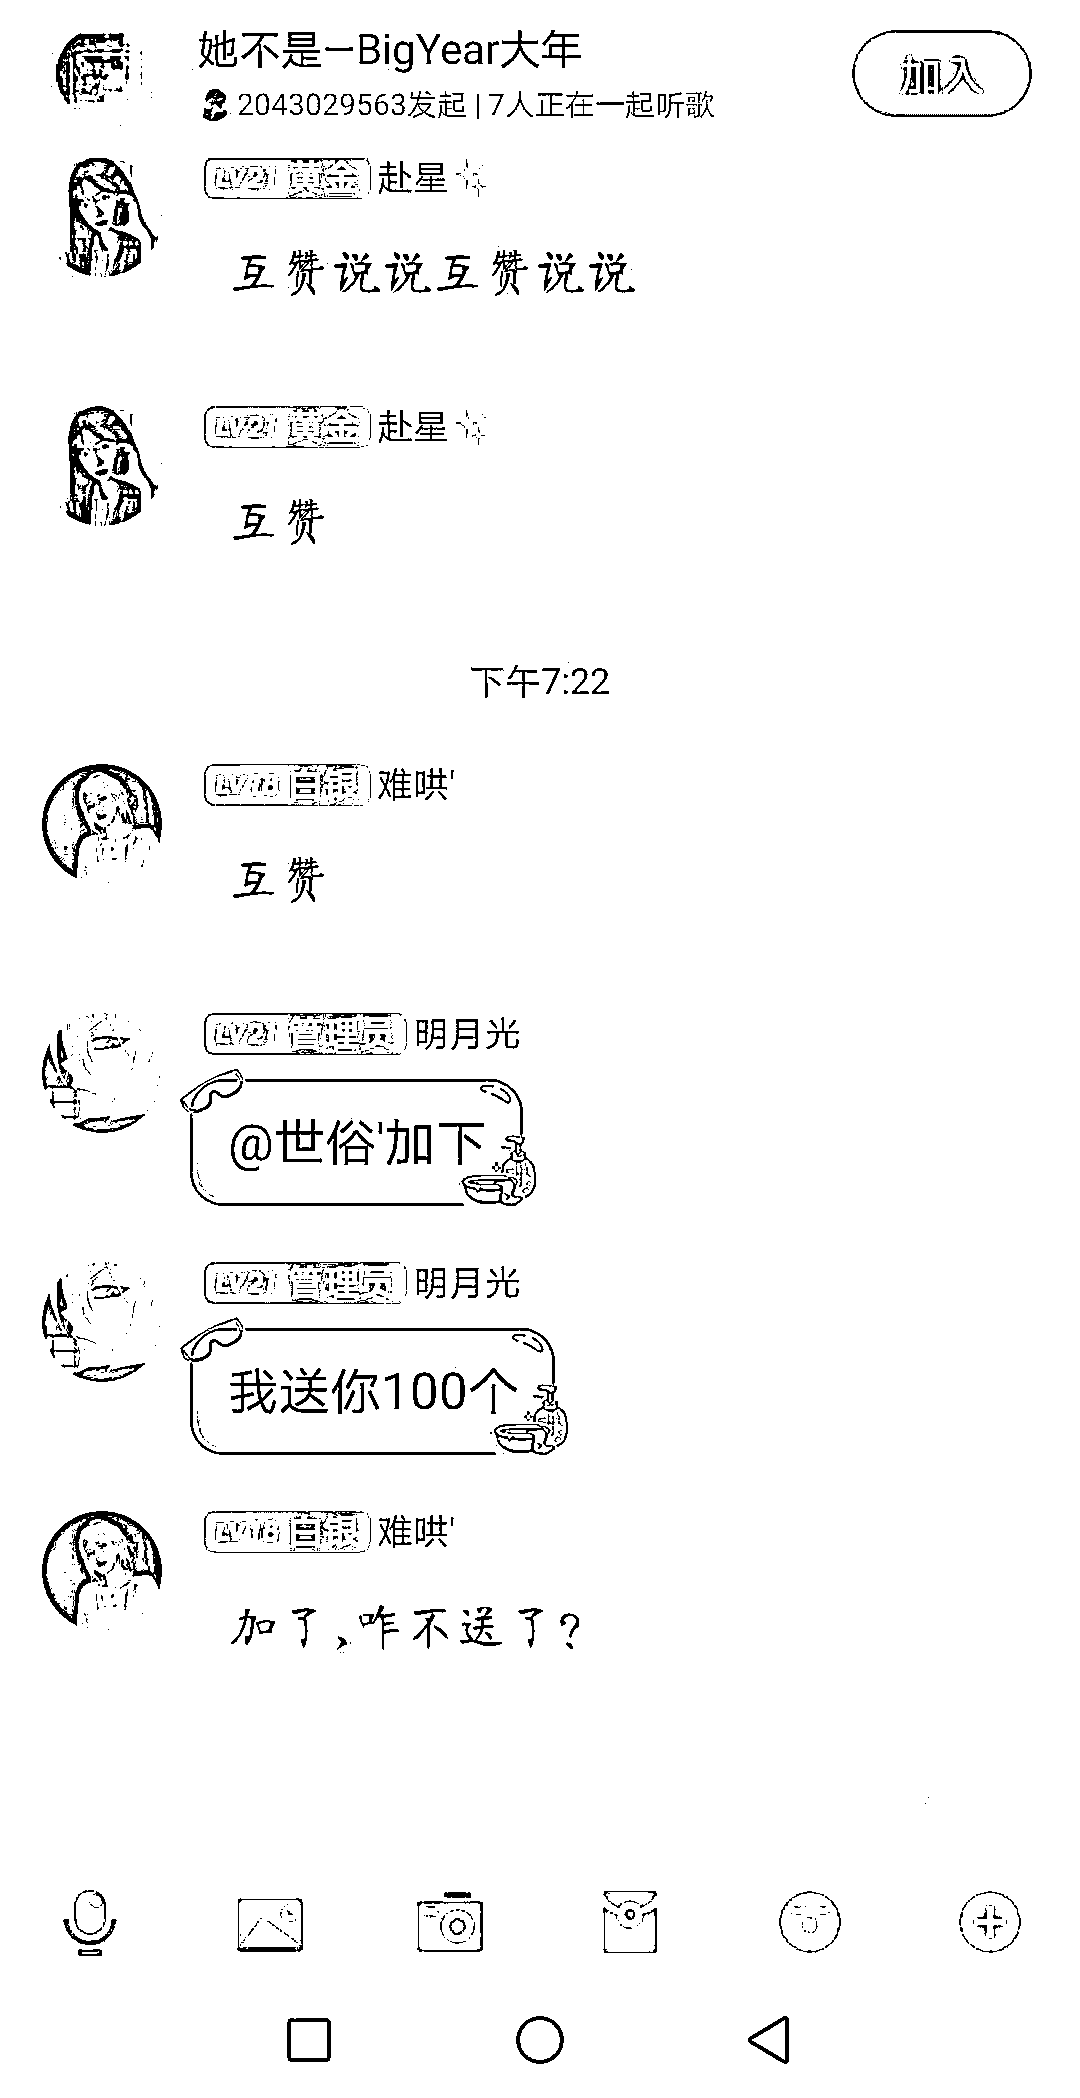 她不是—BigYear大年
2043029563发起 | 7人正在一起听歌
加入
LV21 黄金 赴星
互赞说说互赞说说
LV21 黄金 赴星
互赞
下午7:22
LV18 白银 难哄'
互赞
LV21 管理员 明月光
@世俗'加下
LV21 管理员 明月光
我送你100个
LV18 白银 难哄'
加了,咋不送了?